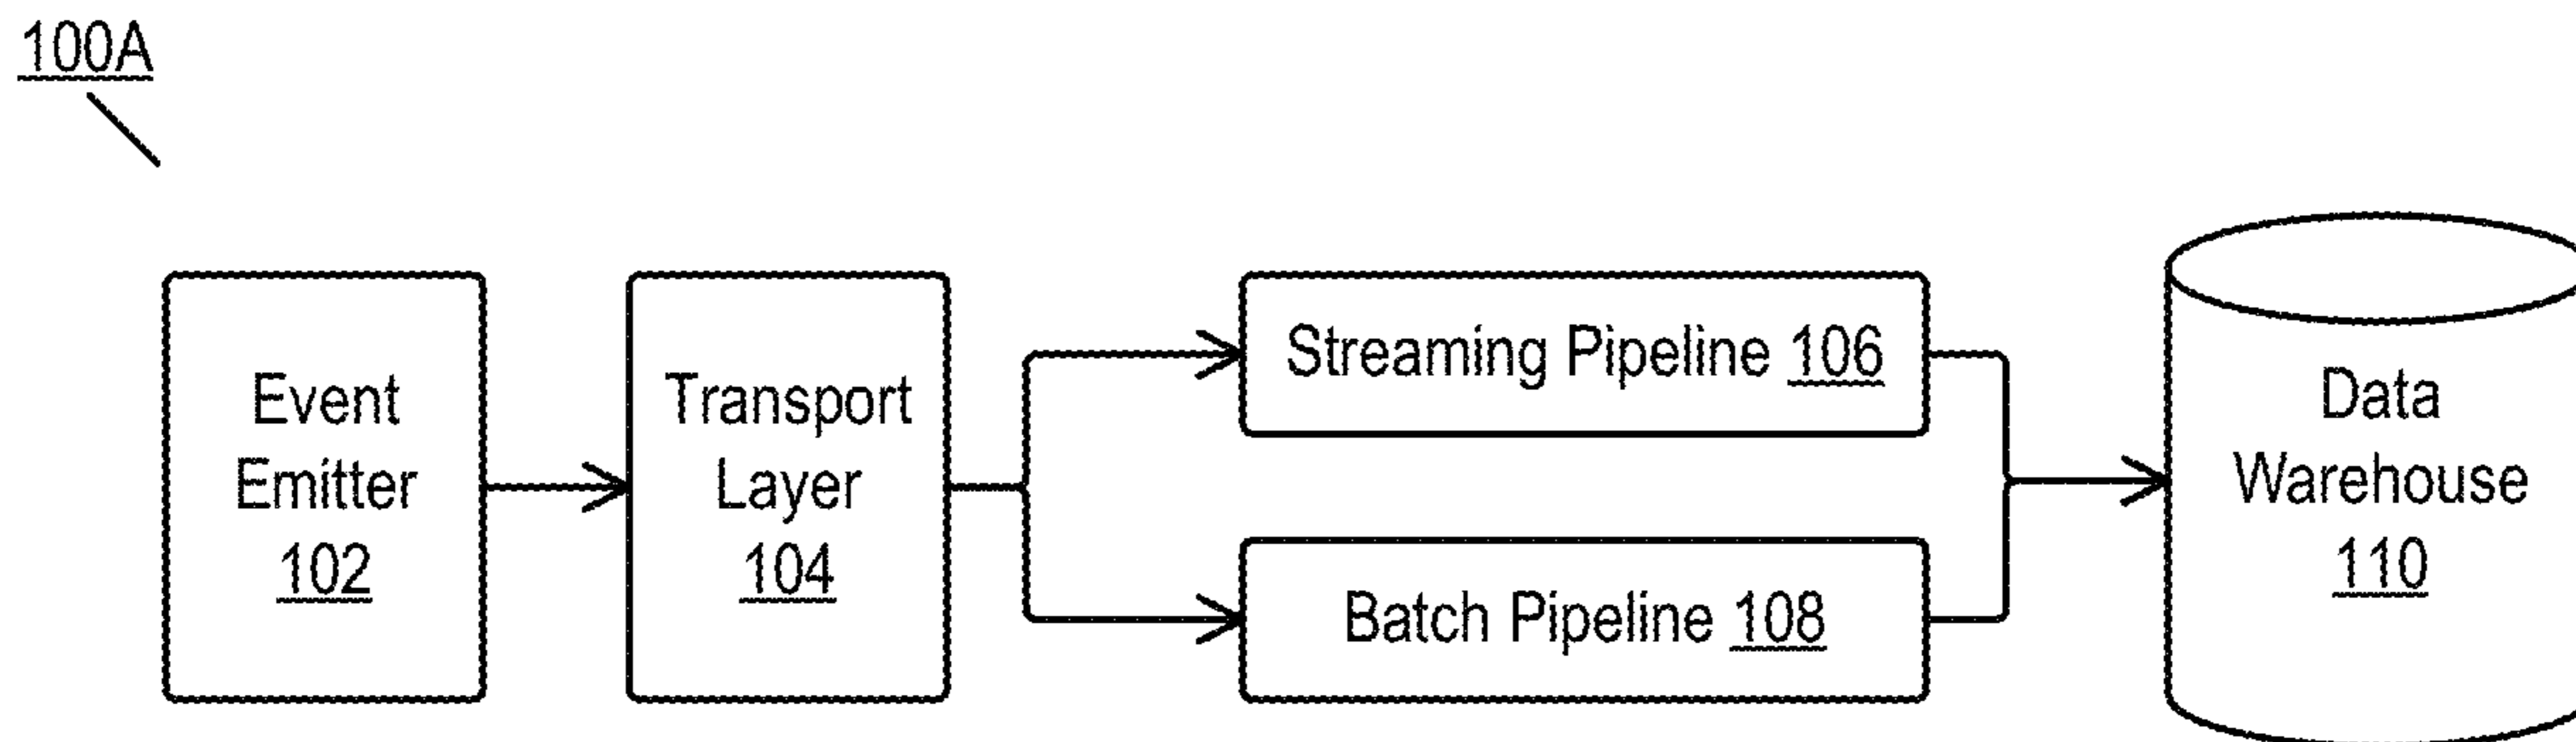 100A
Event
Emitter
102
Transport
Layer
104
Streaming Pipeline 106
Batch Pipeline 108
Data
Warehouse
110